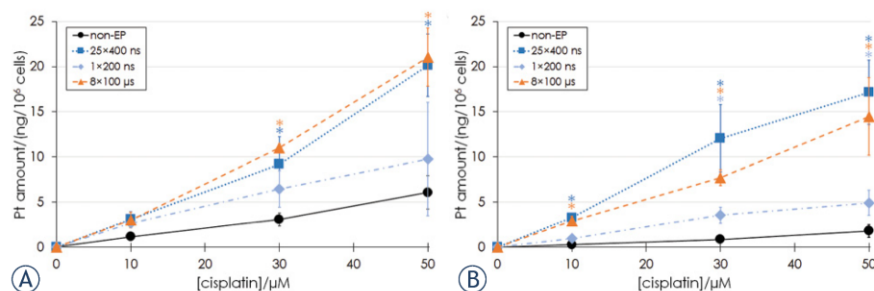 25
20
15
10
5
0
Pt amount/(ng/10⁶ cells)
non-EP
25×400 ns
1×200 ns
8×100 µs
* *
* *
0 10 20 30 40 50
[cisplatin]/µM
A
25
20
15
10
5
0
Pt amount/(ng/10⁶ cells)
non-EP
25×400 ns
1×200 ns
8×100 µs
* *
* * *
* * *
0 10 20 30 40 50
[cisplatin]/µM
B